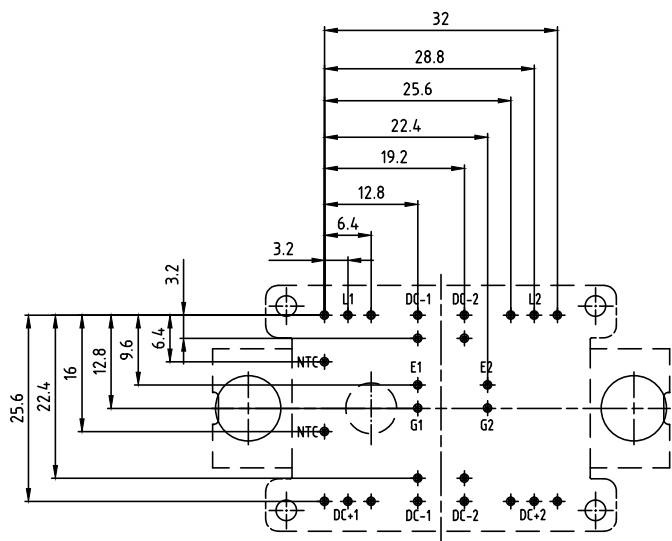 32
28.8
25.6
22.4
19.2
12.8
6.4
3.2
3.2
L1 DC-1 DC-2 L2
6.4
9.6
12.8
16
22.4
25.6
NTC
E1 E2
G1 G2
NTC
DC+1 DC-1 DC-2 DC+2